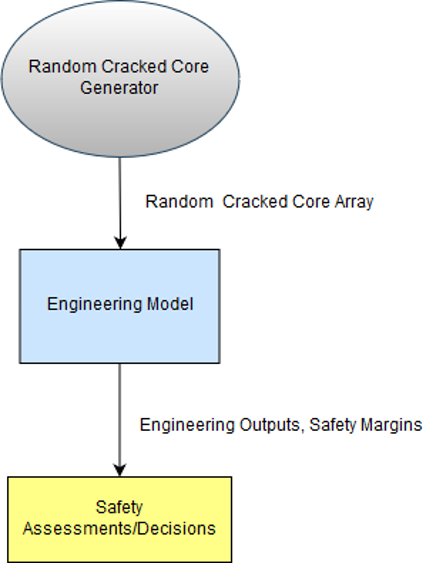 Random Cracked Core
Generator
Random Cracked Core Array
Engineering Model
Engineering Outputs, Safety Margins
Safety
Assessments/Decisions